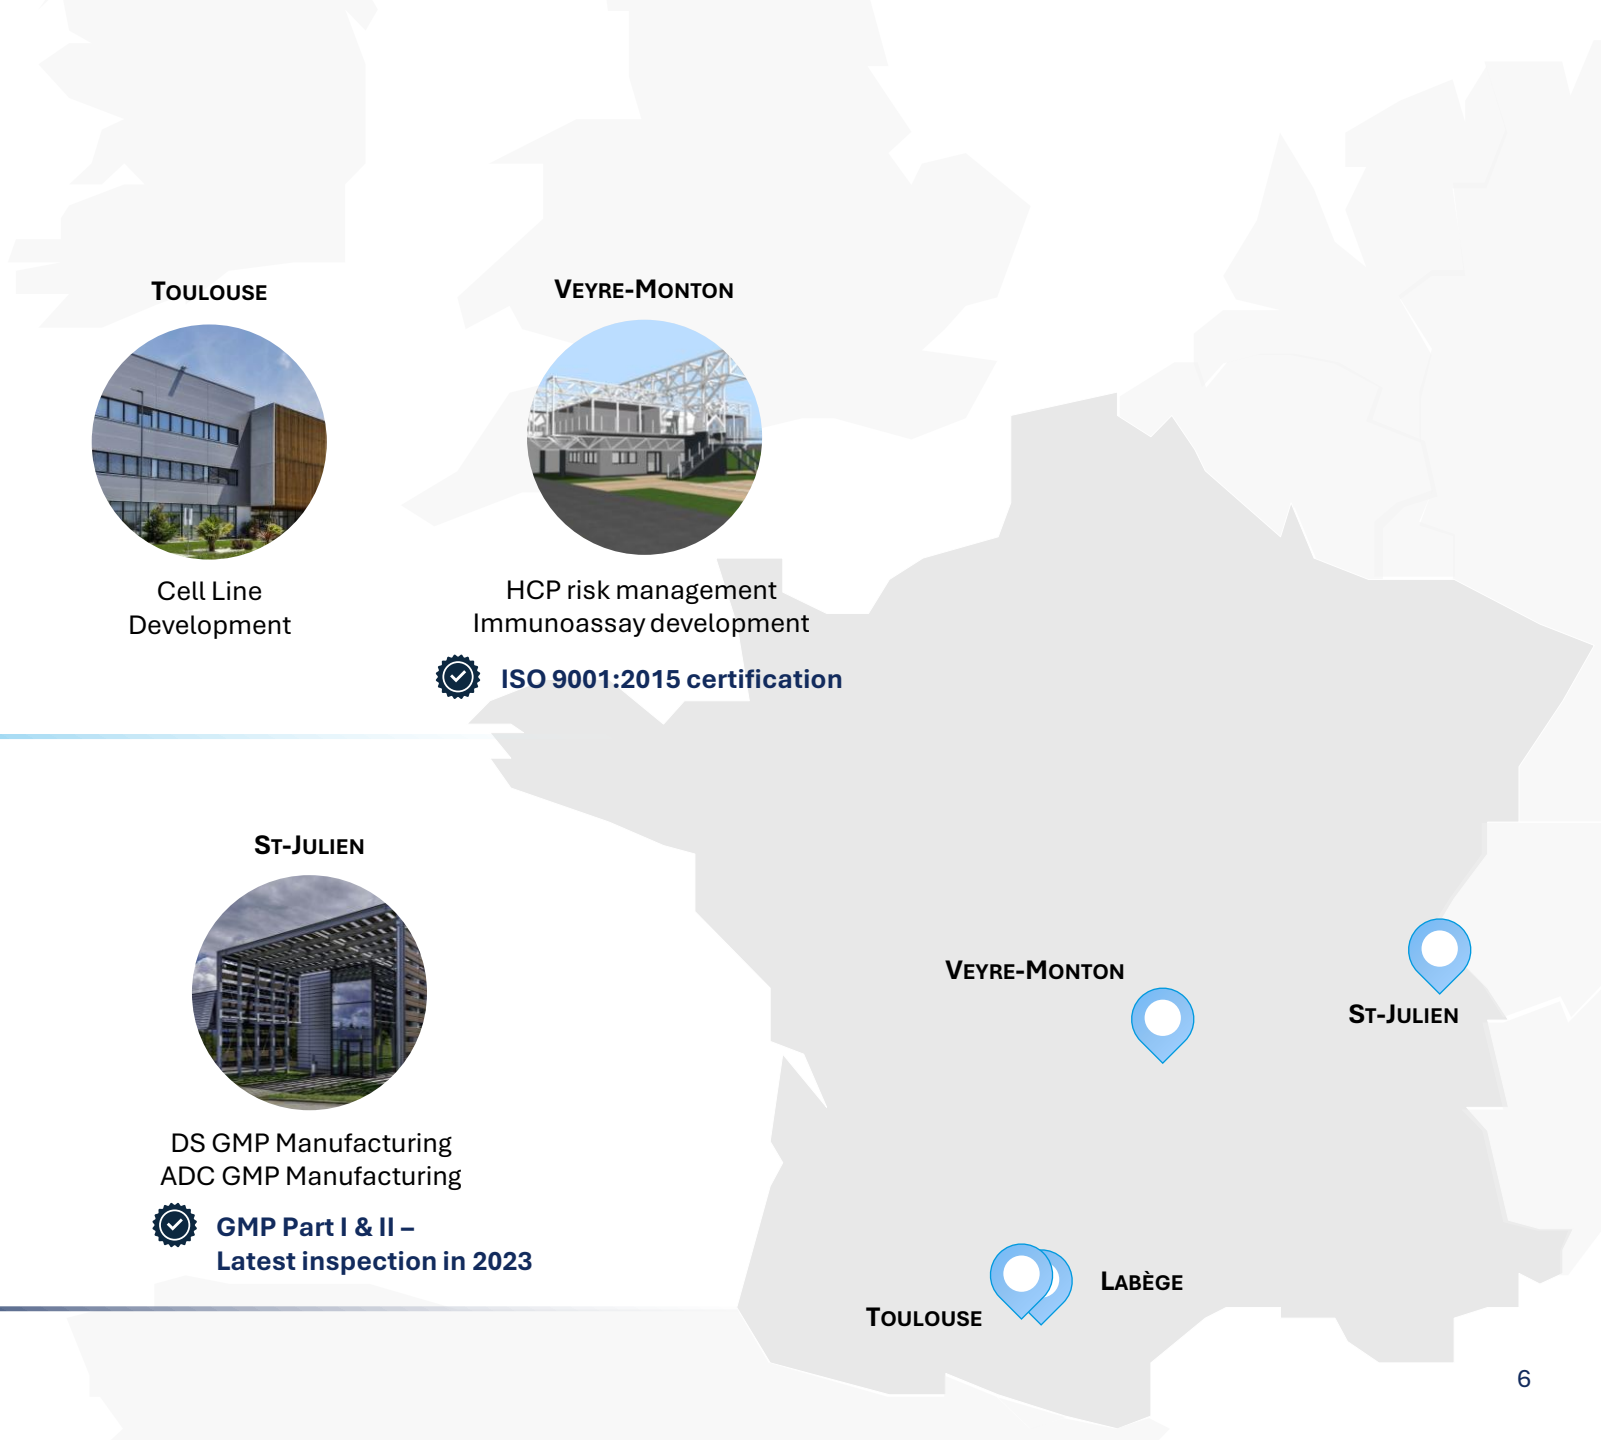 TOULOUSE
VEYRE-MONTON
Cell Line
Development
HCP risk management
Immunoassay development
ISO 9001:2015 certification
ST-JULIEN
DS GMP Manufacturing
ADC GMP Manufacturing
GMP Part I & II –
Latest inspection in 2023
VEYRE-MONTON
ST-JULIEN
LABÈGE
TOULOUSE
6